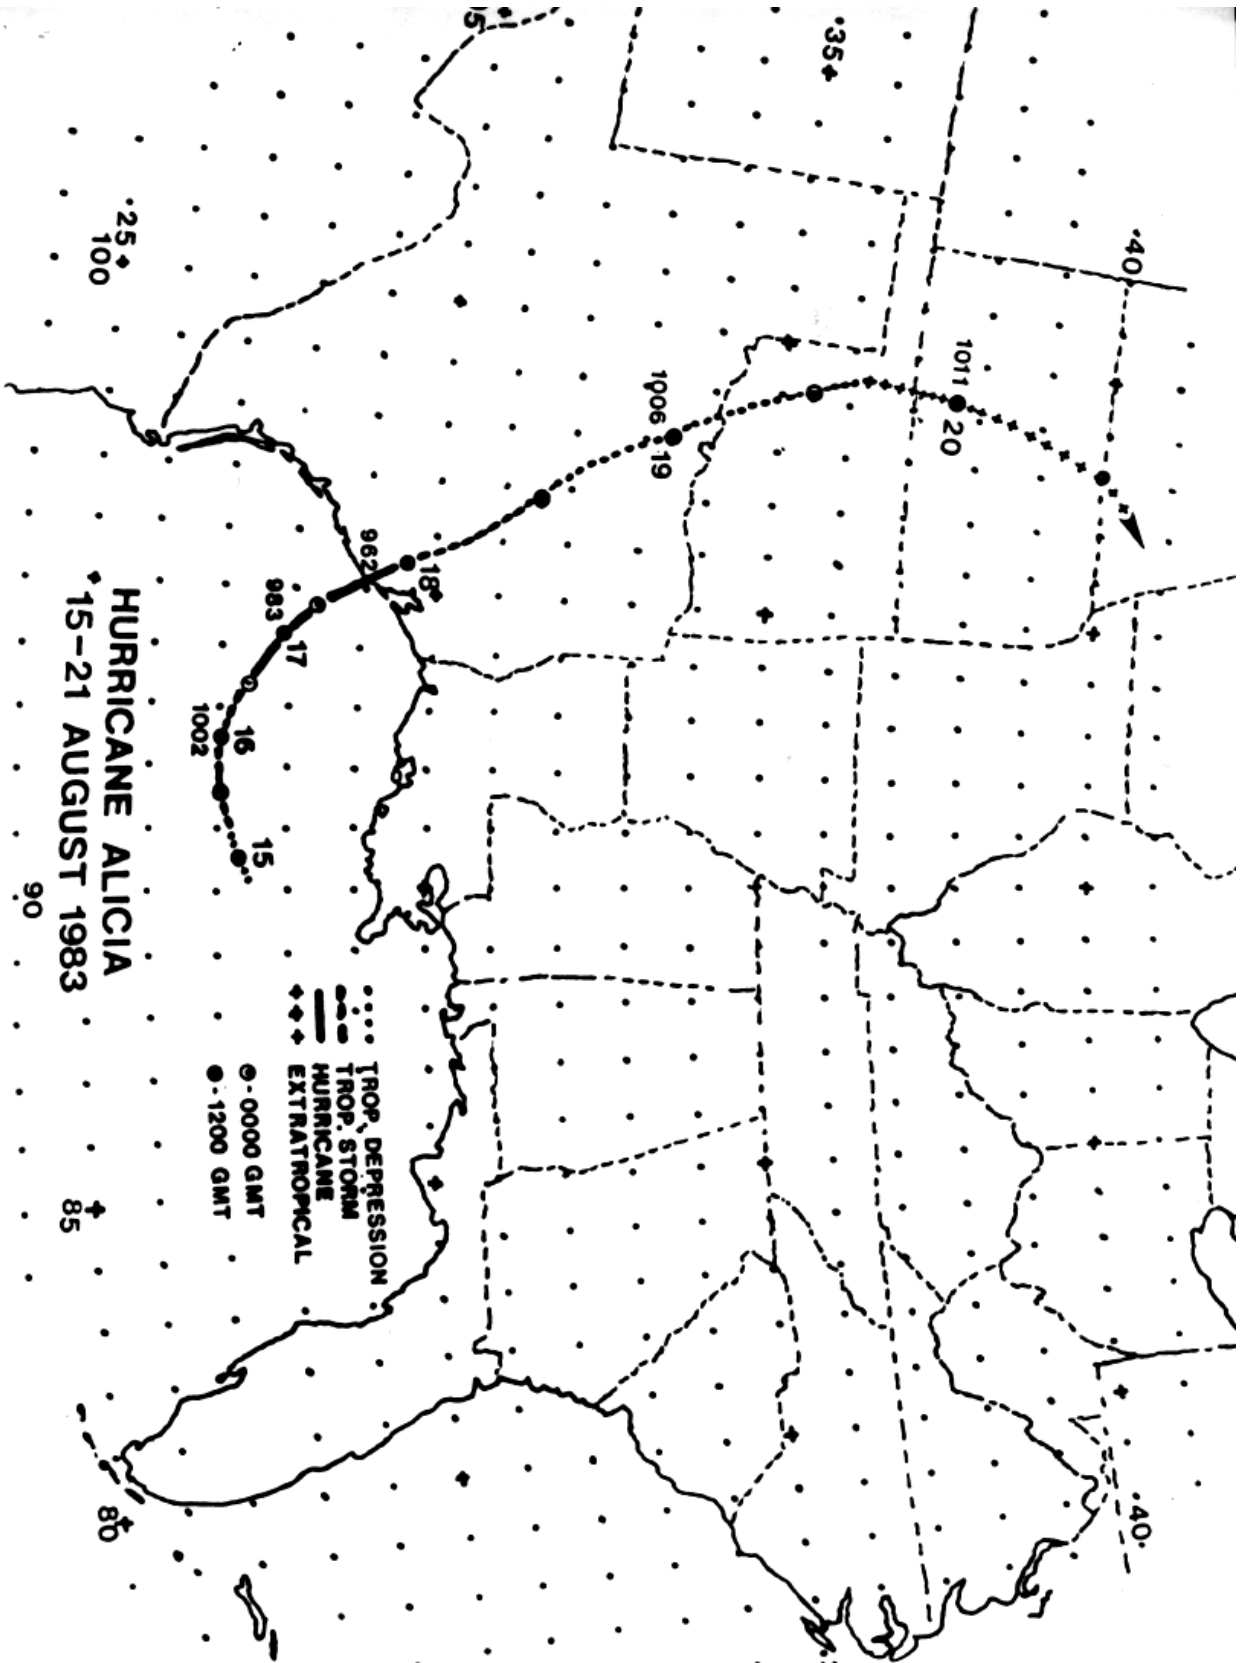 HURRICANE ALICIA
15-21 AUGUST 1983
TROP. DEPRESSION
TROP. STORM
HURRICANE
EXTRATROPICAL
-0000 GMT
-1200 GMT
40
40
35
25
100
90
85
80
1011
20
1006
19
18
962
983
17
16
1002
15